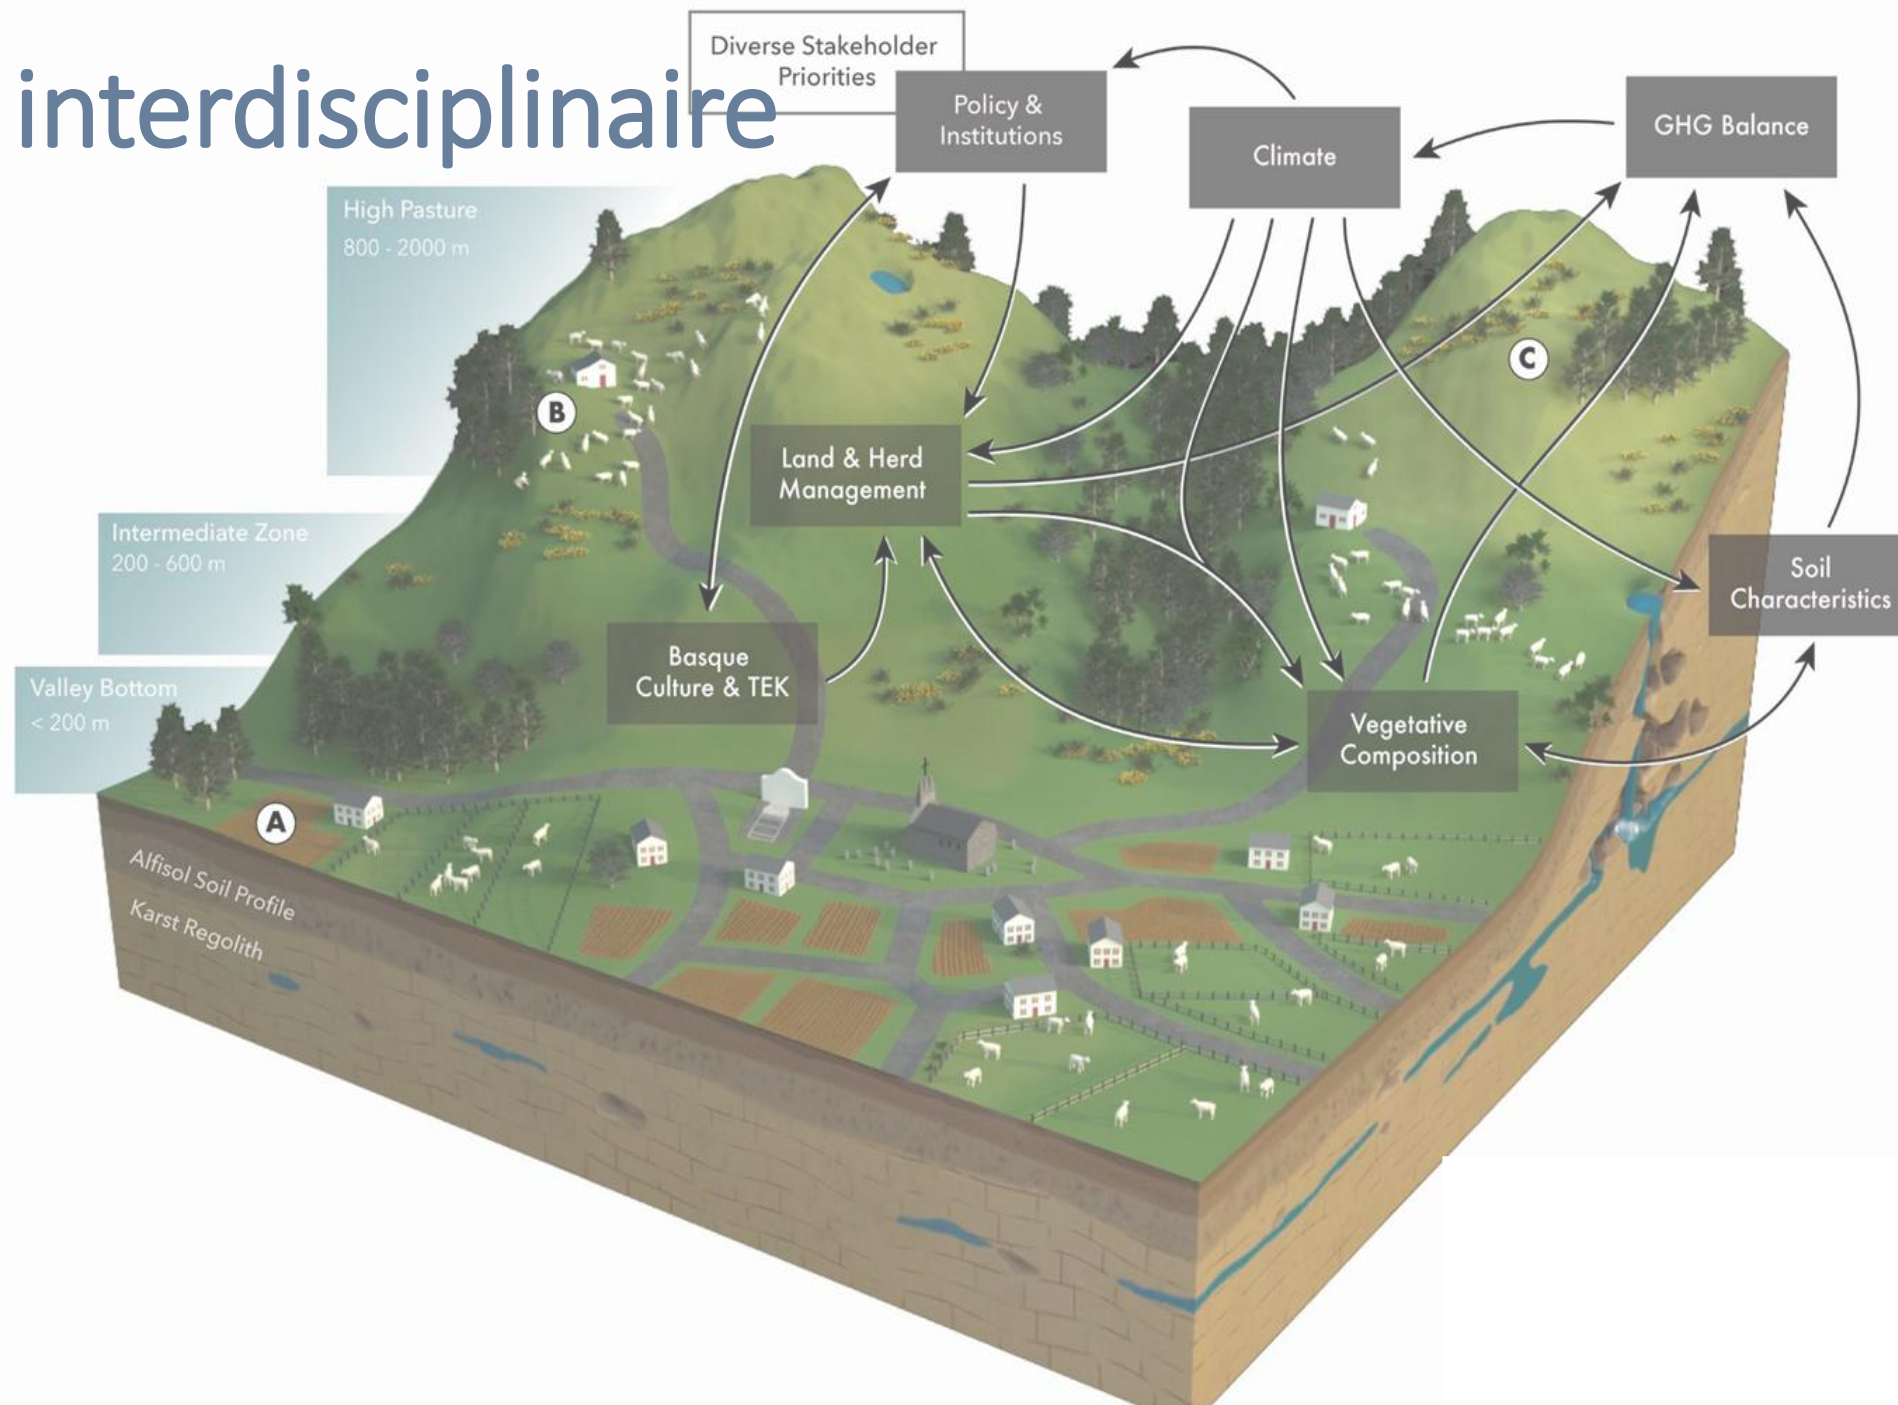 interdisciplinaire
Diverse Stakeholder
Priorities
Policy &
Institutions
Climate
GHG Balance
High Pasture
800 - 2000 m
B
C
Land & Herd
Management
Intermediate Zone
200 - 600 m
Soil
Characteristics
Basque
Culture & TEK
Valley Bottom
< 200 m
Vegetative
Composition
A
Alfisol Soil Profile
Karst Regolith